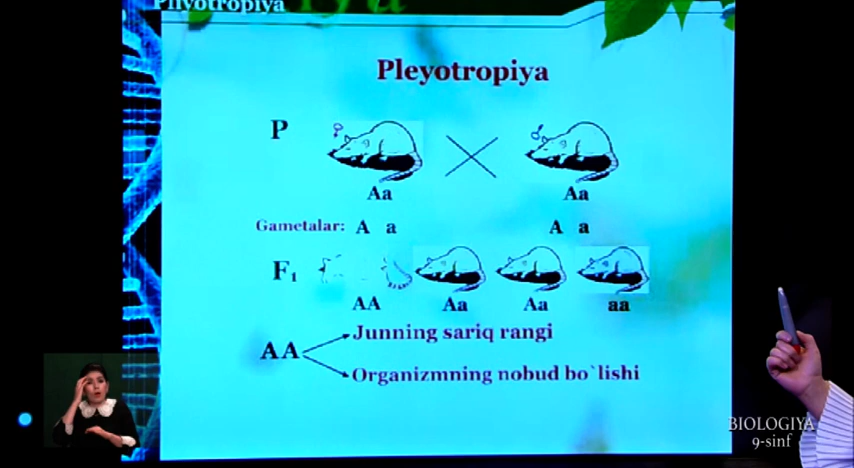 Pliyotropiya
Pleyotropiya
P
Aa Aa
Gametalar: A a A a
F₁
AA Aa Aa aa
AA
Junning sariq rangi
Organizmning nobud bo`lishi
BIOLOGIYA
9-sinf